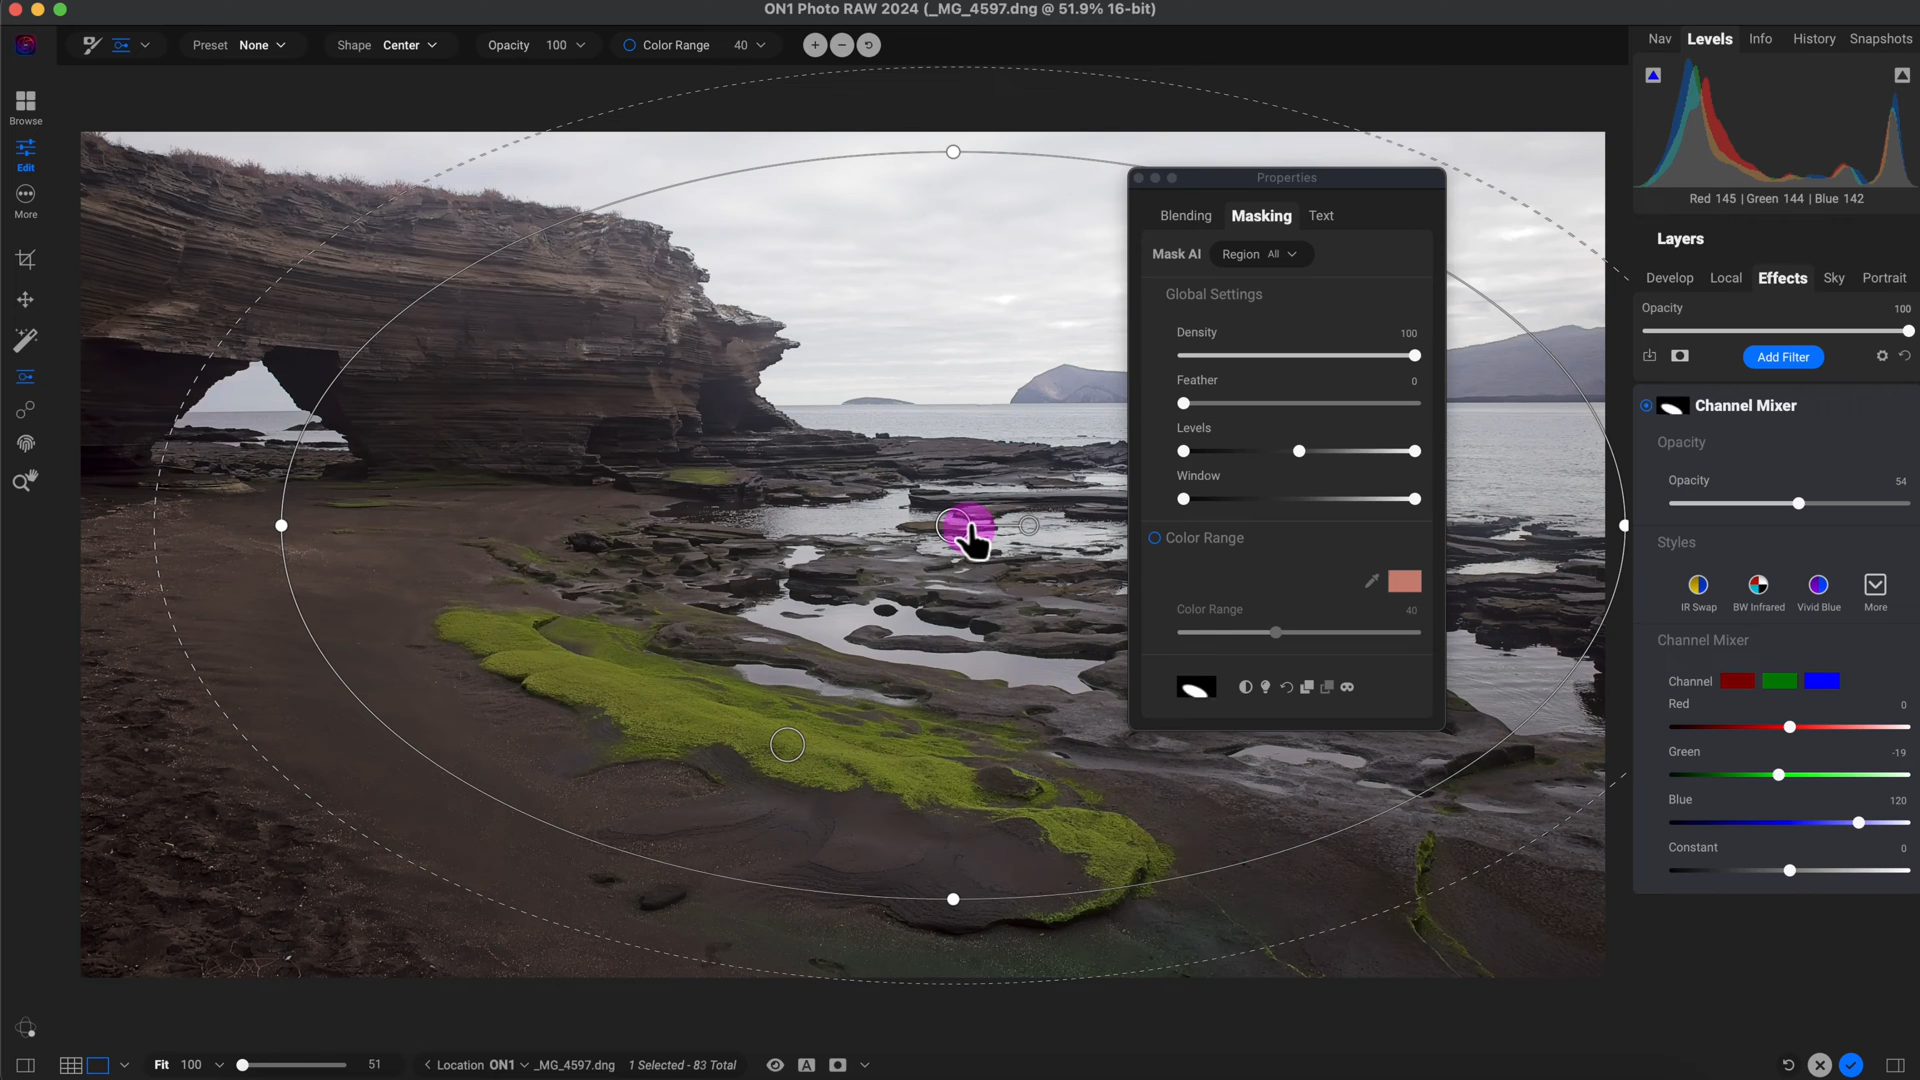 ON1 Photo RAW 2024 (_MG_4597.dng @ 51.9% 16-bit)
Preset None Shape Center Opacity 100 Color Range 40
Nav Levels Info History Snapshots
Browse
Edit
More
Red 145 | Green 144 | Blue 142
Layers
Develop Local Effects Sky Portrait
Opacity 100
Add Filter
Channel Mixer
Opacity
Opacity 54
Styles
IR Swap BW Infrared Vivid Blue More
Channel Mixer
Channel
Red 0
Green -19
Blue 120
Constant 0
Properties
Blending Masking Text
Mask AI Region All
Global Settings
Density 100
Feather 0
Levels
Window
Color Range
Color Range 40
Fit 100 51 Location ON1 _MG_4597.dng 1 Selected - 83 Total A